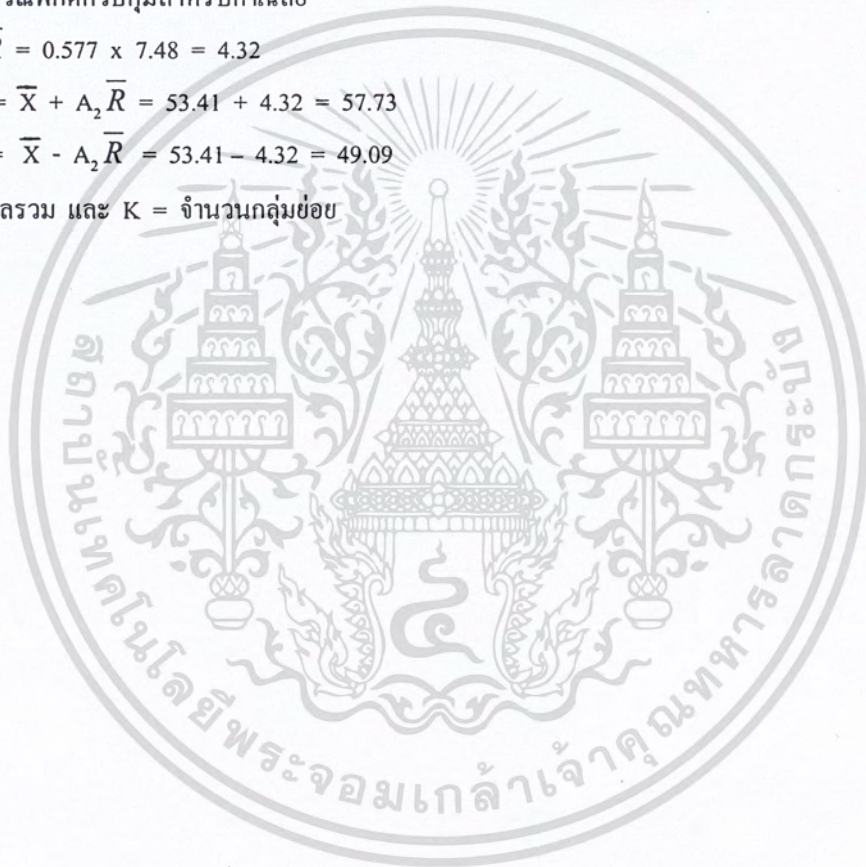 = 0.577 x 7.48 = 4.32
= X̿ + A₂R̅ = 53.41 + 4.32 = 57.73
= X̿ - A₂R̅ = 53.41 – 4.32 = 49.09
ลรวม และ K = จำนวนกลุ่มย่อย
สถาบันเทคโนโลยีพระจอมเกล้าเจ้าคุณทหารลาดกระบัง
๔